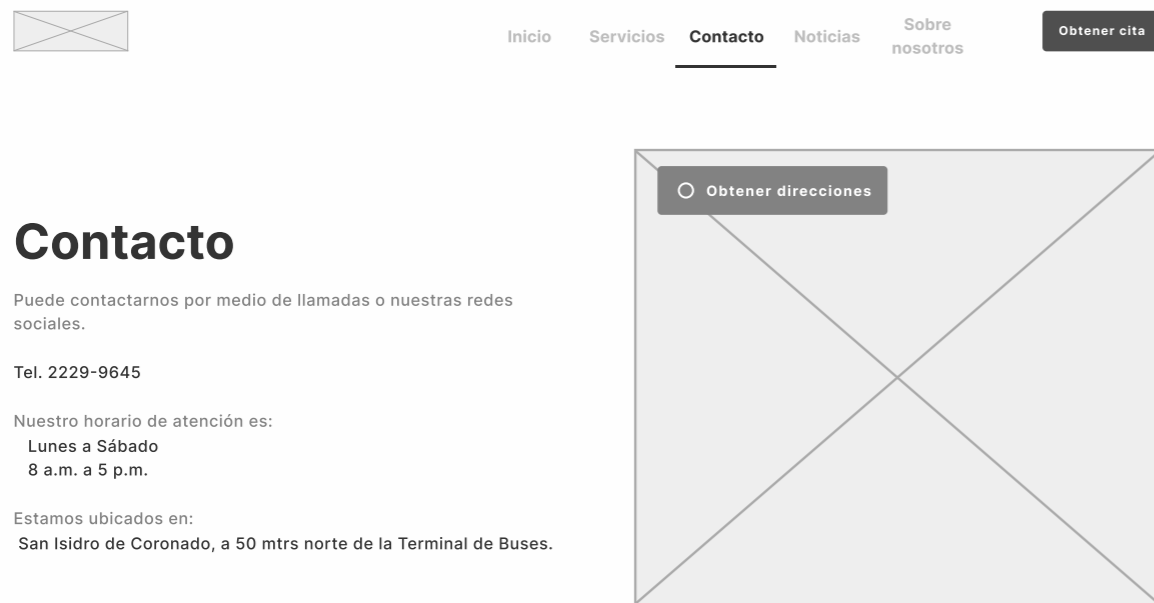 Inicio
Servicios
Contacto
Noticias
Sobre
nosotros
Obtener cita
Obtener direcciones
Contacto
Puede contactarnos por medio de llamadas o nuestras redes
sociales.
Tel. 2229-9645
Nuestro horario de atención es:
Lunes a Sábado
8 a.m. a 5 p.m.
Estamos ubicados en:
San Isidro de Coronado, a 50 mtrs norte de la Terminal de Buses.